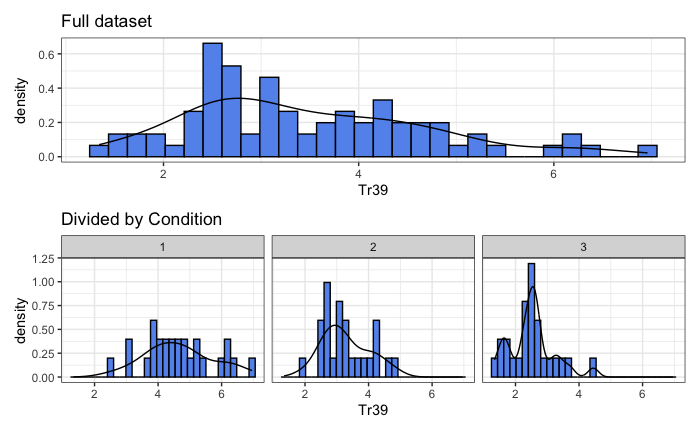 Full dataset
density
0.6
0.4
0.2
0.0
2 4 6
Tr39
Divided by Condition
1 2 3
density
1.25
1.00
0.75
0.50
0.25
0.00
2 4 6 2 4 6 2 4 6
Tr39